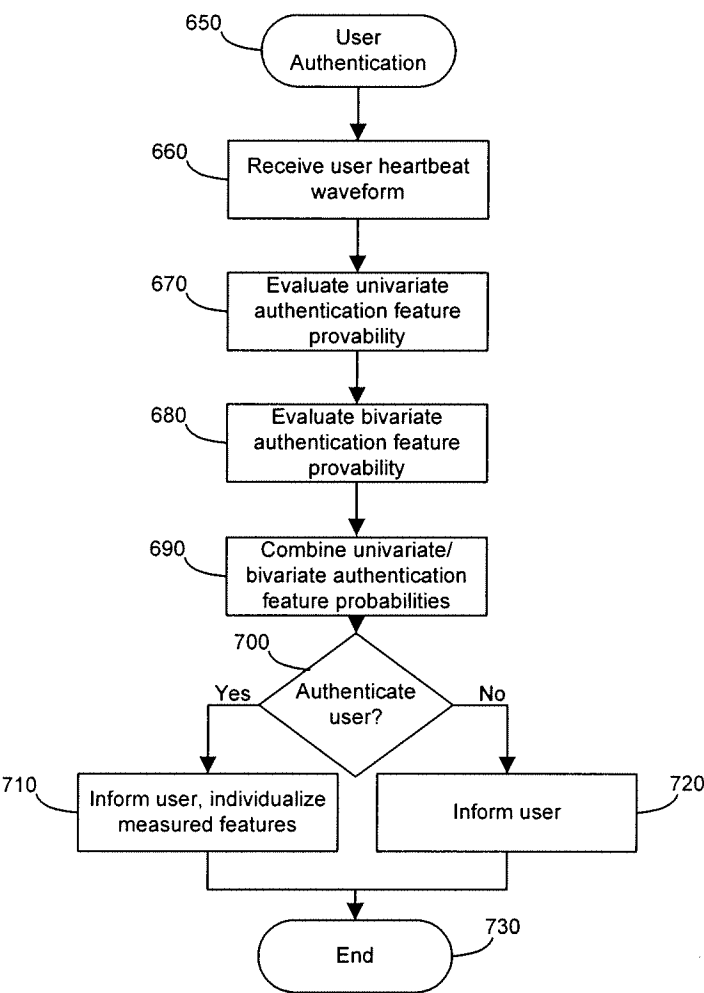 650
User
Authentication
660
Receive user heartbeat
waveform
670
Evaluate univariate
authentication feature
provability
680
Evaluate bivariate
authentication feature
provability
690
Combine univariate/
bivariate authentication
feature probabilities
700
Authenticate
user?
Yes
No
710
Inform user, individualize
measured features
Inform user
720
End
730